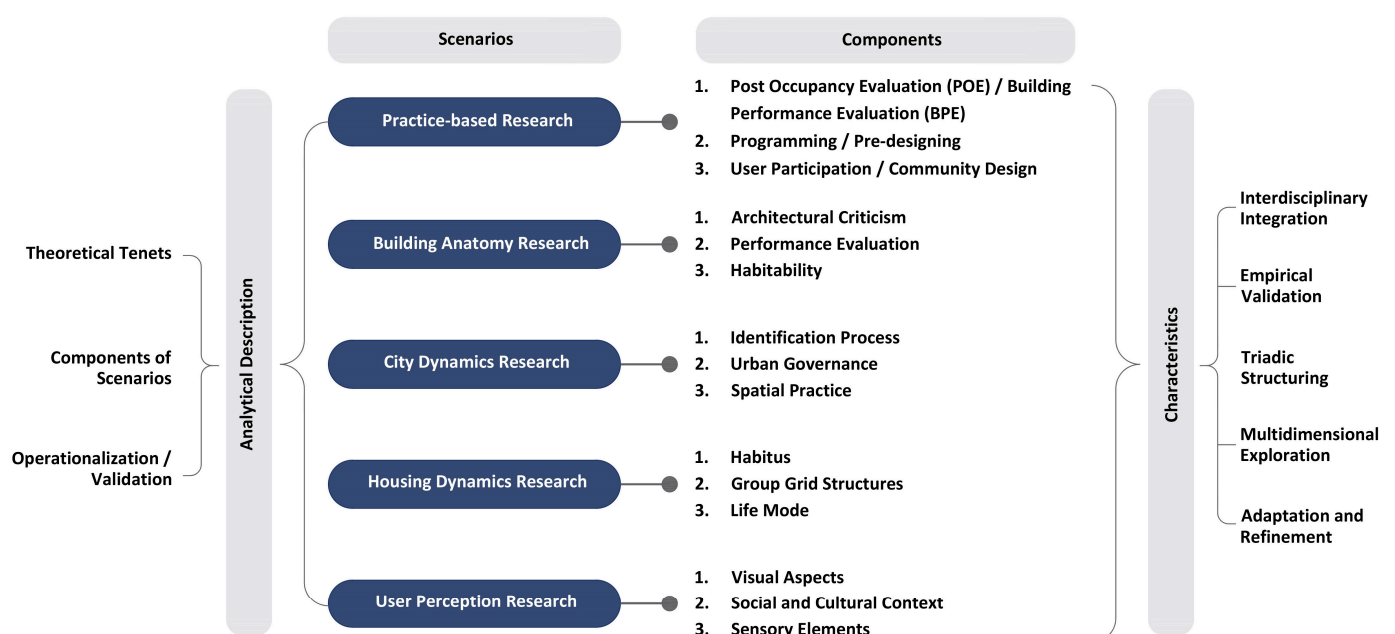 Scenarios
Components
Theoretical Tenets
Components of
Scenarios
Operationalization /
Validation
Analytical Description
Practice-based Research
1. Post Occupancy Evaluation (POE) / Building
Performance Evaluation (BPE)
2. Programming / Pre-designing
3. User Participation / Community Design
Building Anatomy Research
1. Architectural Criticism
2. Performance Evaluation
3. Habitability
City Dynamics Research
1. Identification Process
2. Urban Governance
3. Spatial Practice
Housing Dynamics Research
1. Habitus
2. Group Grid Structures
3. Life Mode
User Perception Research
1. Visual Aspects
2. Social and Cultural Context
3. Sensory Elements
Characteristics
Interdisciplinary
Integration
Empirical
Validation
Triadic
Structuring
Multidimensional
Exploration
Adaptation and
Refinement